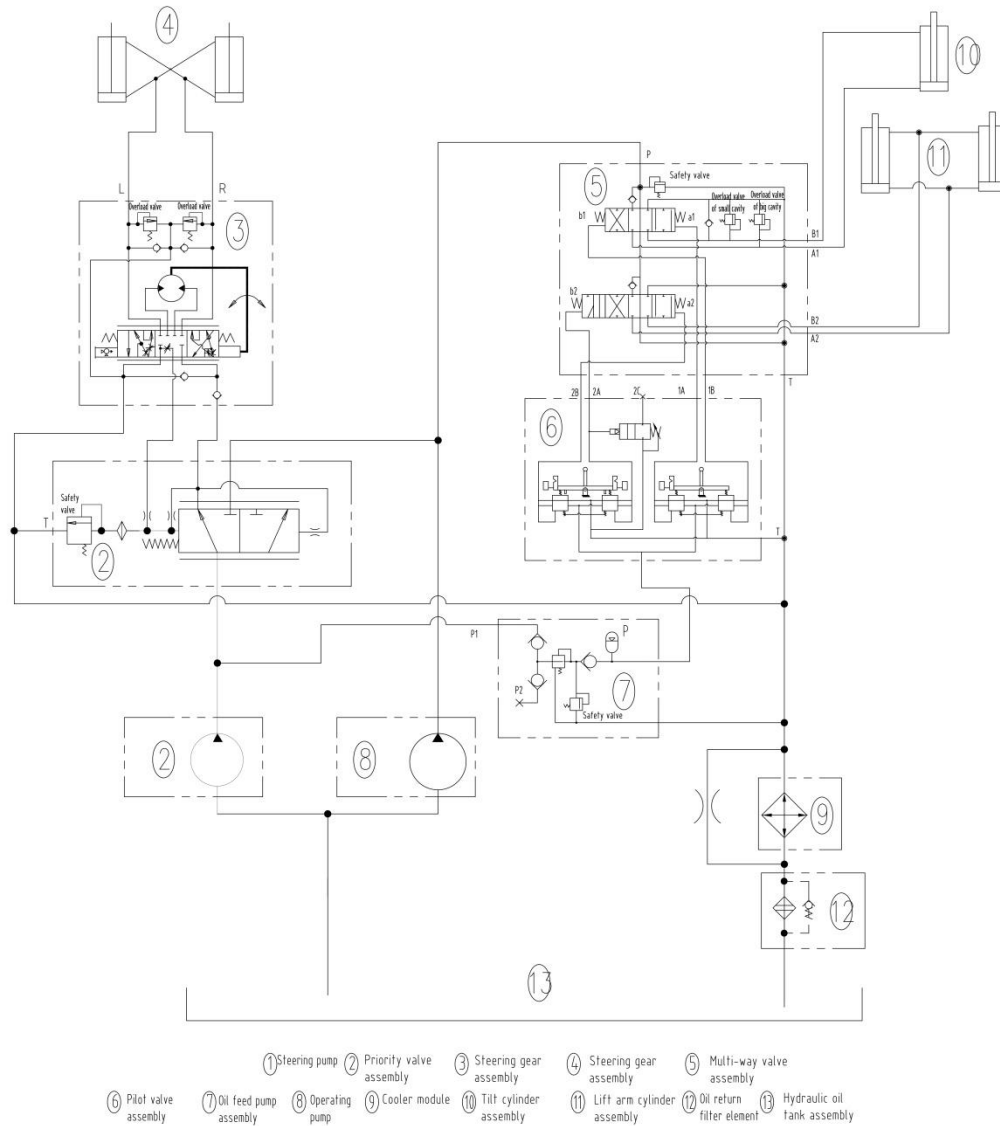 ④
⑩
⑪
P
Safety valve
⑤
L
R
Overload valve
Overload valve
③
Overload valve
of small cavity
Overload valve
of big cavity
b1
a1
B1
A1
b2
a2
B2
A2
T
2B
2A
2C
1A
1B
⑥
Safety
valve
T
②
T
P1
P
P2
⑦
Safety valve
②
⑧
⑨
⑫
⑬
① Steering pump ② Priority valve assembly ③ Steering gear assembly ④ Steering gear assembly ⑤ Multi-way valve assembly
⑥ Pilot valve assembly ⑦ Oil feed pump assembly ⑧ Operating pump ⑨ Cooler module ⑩ Tilt cylinder assembly ⑪ Lift arm cylinder assembly ⑫ Oil return filter element ⑬ Hydraulic oil tank assembly